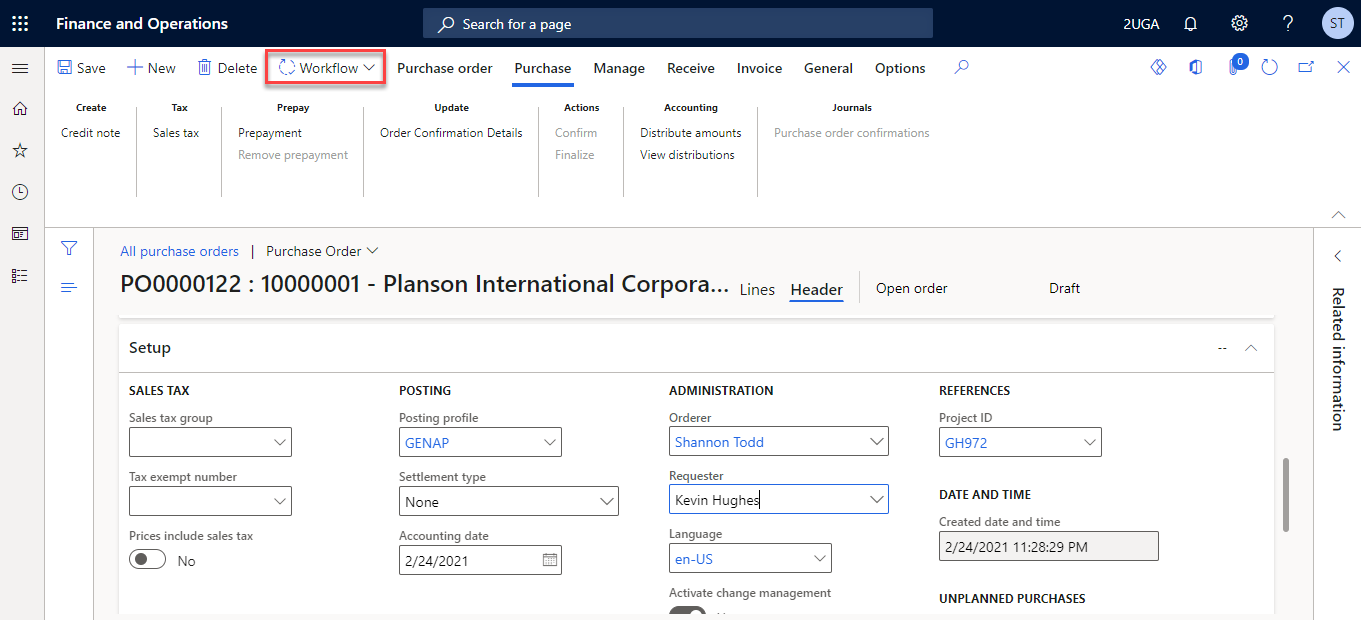 Finance and Operations
Search for a page
2UGA
?
ST
Save
New
Delete
Workflow
Purchase order
Purchase
Manage
Receive
Invoice
General
Options
0
Create
Tax
Prepay
Update
Actions
Accounting
Journals
Credit note
Sales tax
Prepayment
Order Confirmation Details
Confirm
Distribute amounts
Purchase order confirmations
Remove prepayment
Finalize
View distributions
All purchase orders | Purchase Order
PO0000122 : 10000001 - Planson International Corpora...
Lines
Header
Open order
Draft
Related information
Setup
--
SALES TAX
POSTING
ADMINISTRATION
REFERENCES
Sales tax group
Posting profile
Orderer
Project ID
GENAP
Shannon Todd
GH972
Tax exempt number
Settlement type
Requester
None
Kevin Hughes
DATE AND TIME
Prices include sales tax
Accounting date
Language
Created date and time
No
2/24/2021
en-US
2/24/2021 11:28:29 PM
Activate change management
UNPLANNED PURCHASES